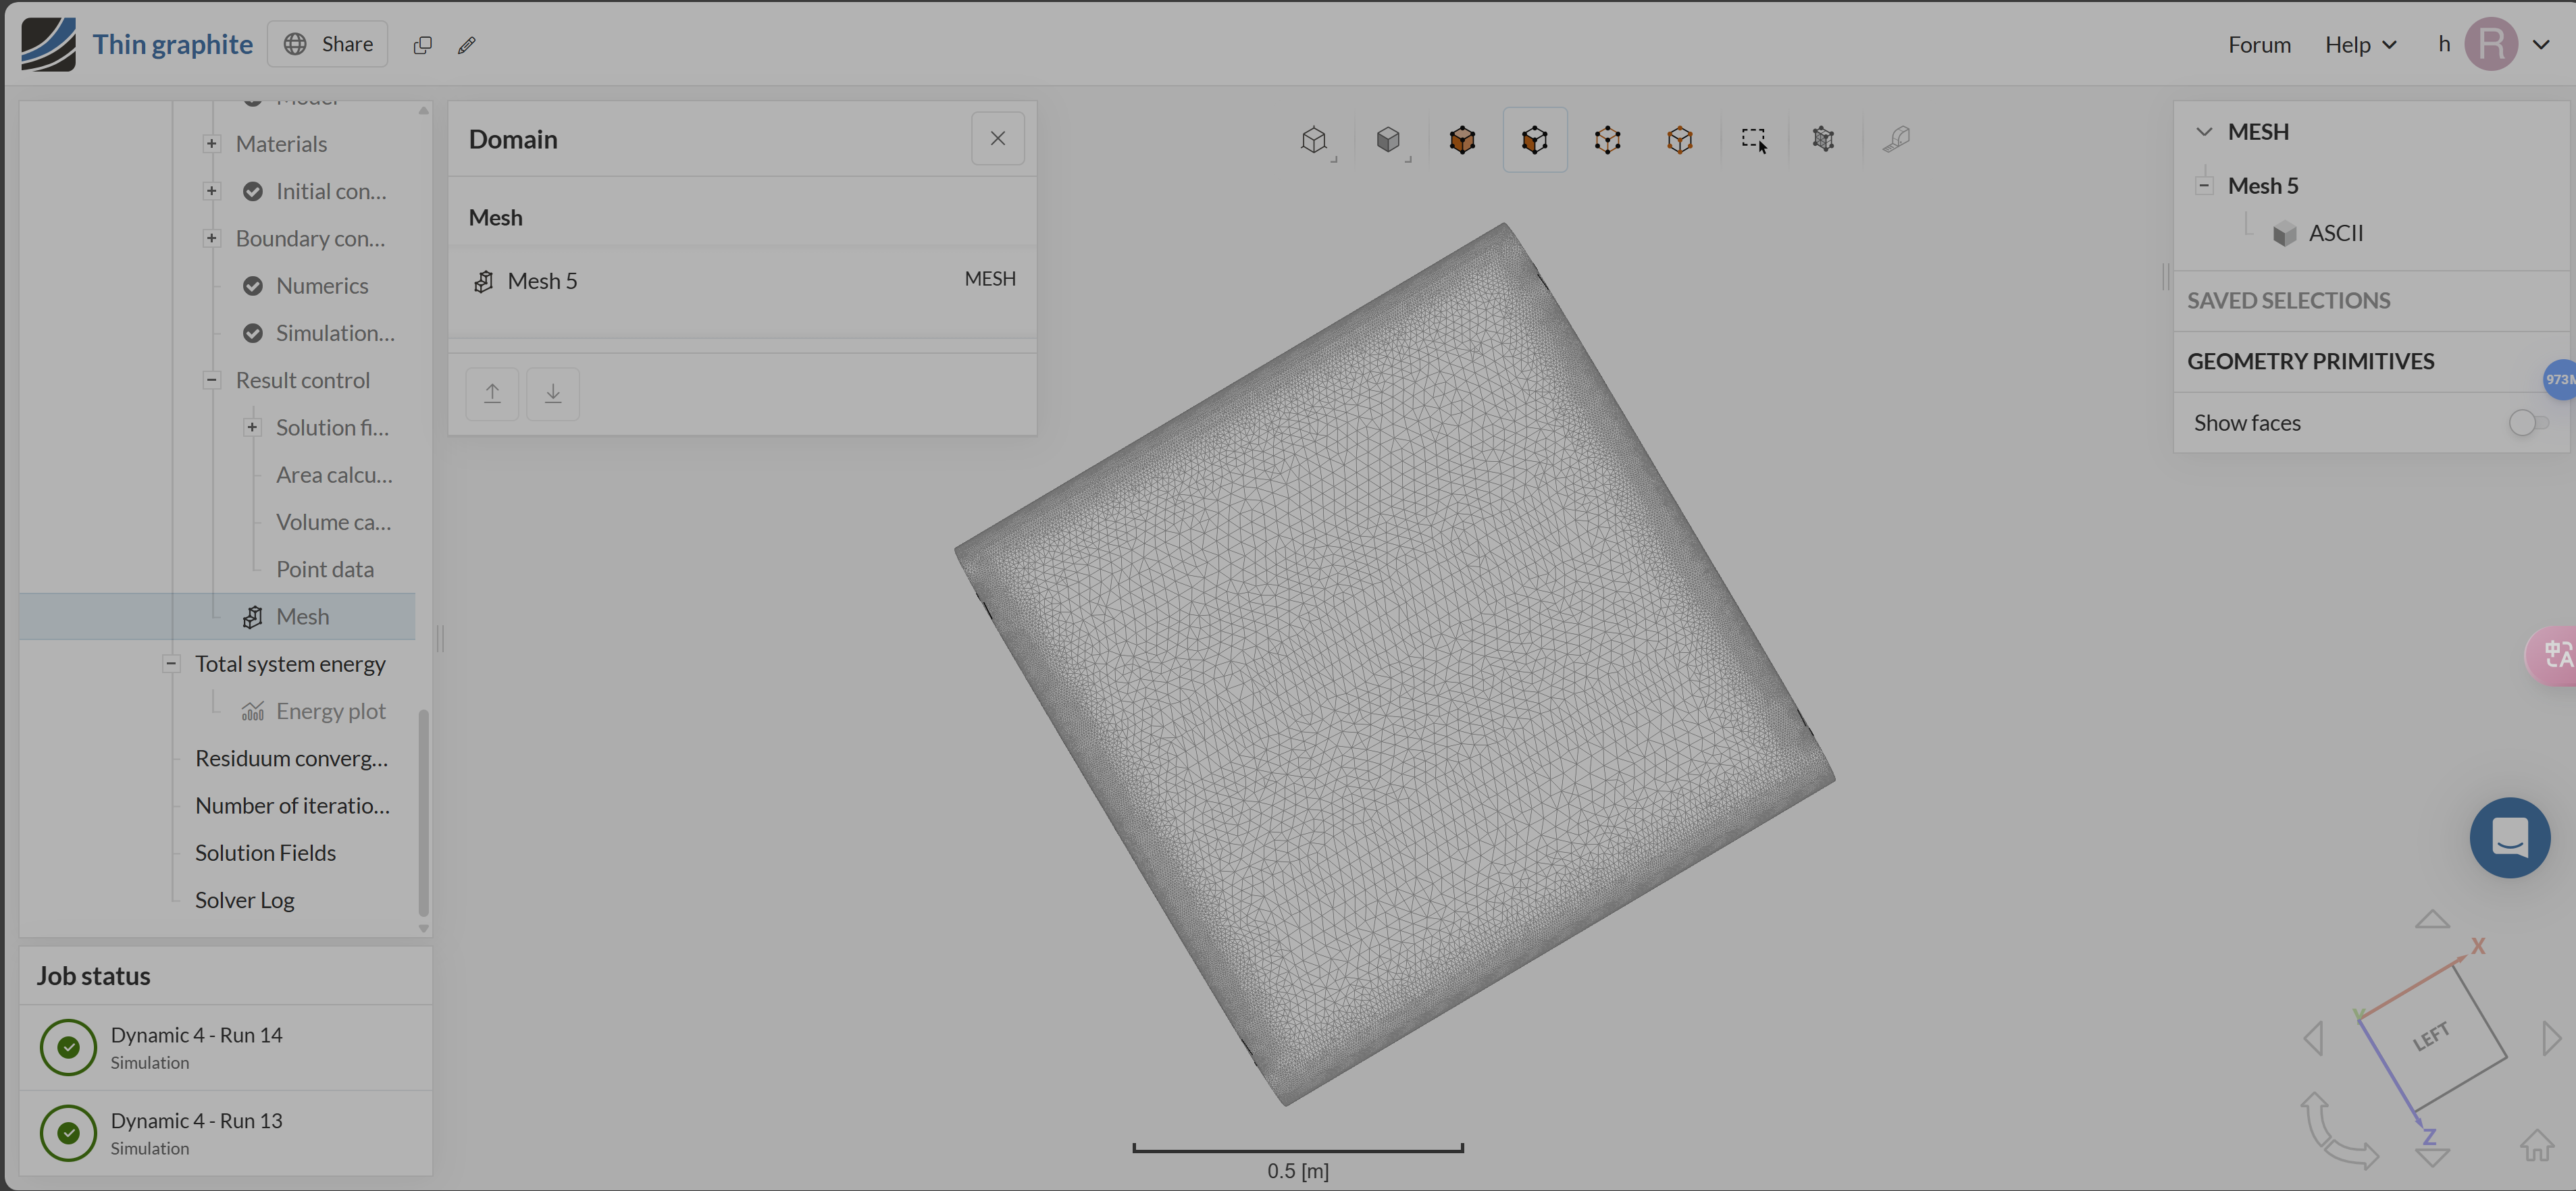 Thin graphite
Share
Forum
Help
h
R
Model
Materials
Initial con...
Boundary con...
Numerics
Simulation...
Result control
Solution fi...
Area calcu...
Volume ca...
Point data
Mesh
Total system energy
Energy plot
Residuum converg...
Number of iteratio...
Solution Fields
Solver Log
Job status
Dynamic 4 - Run 14
Simulation
Dynamic 4 - Run 13
Simulation
Domain
Mesh
Mesh 5
MESH
0.5 [m]
MESH
Mesh 5
ASCII
SAVED SELECTIONS
GEOMETRY PRIMITIVES
973M
Show faces
中
A
X
Y
LEFT
Z